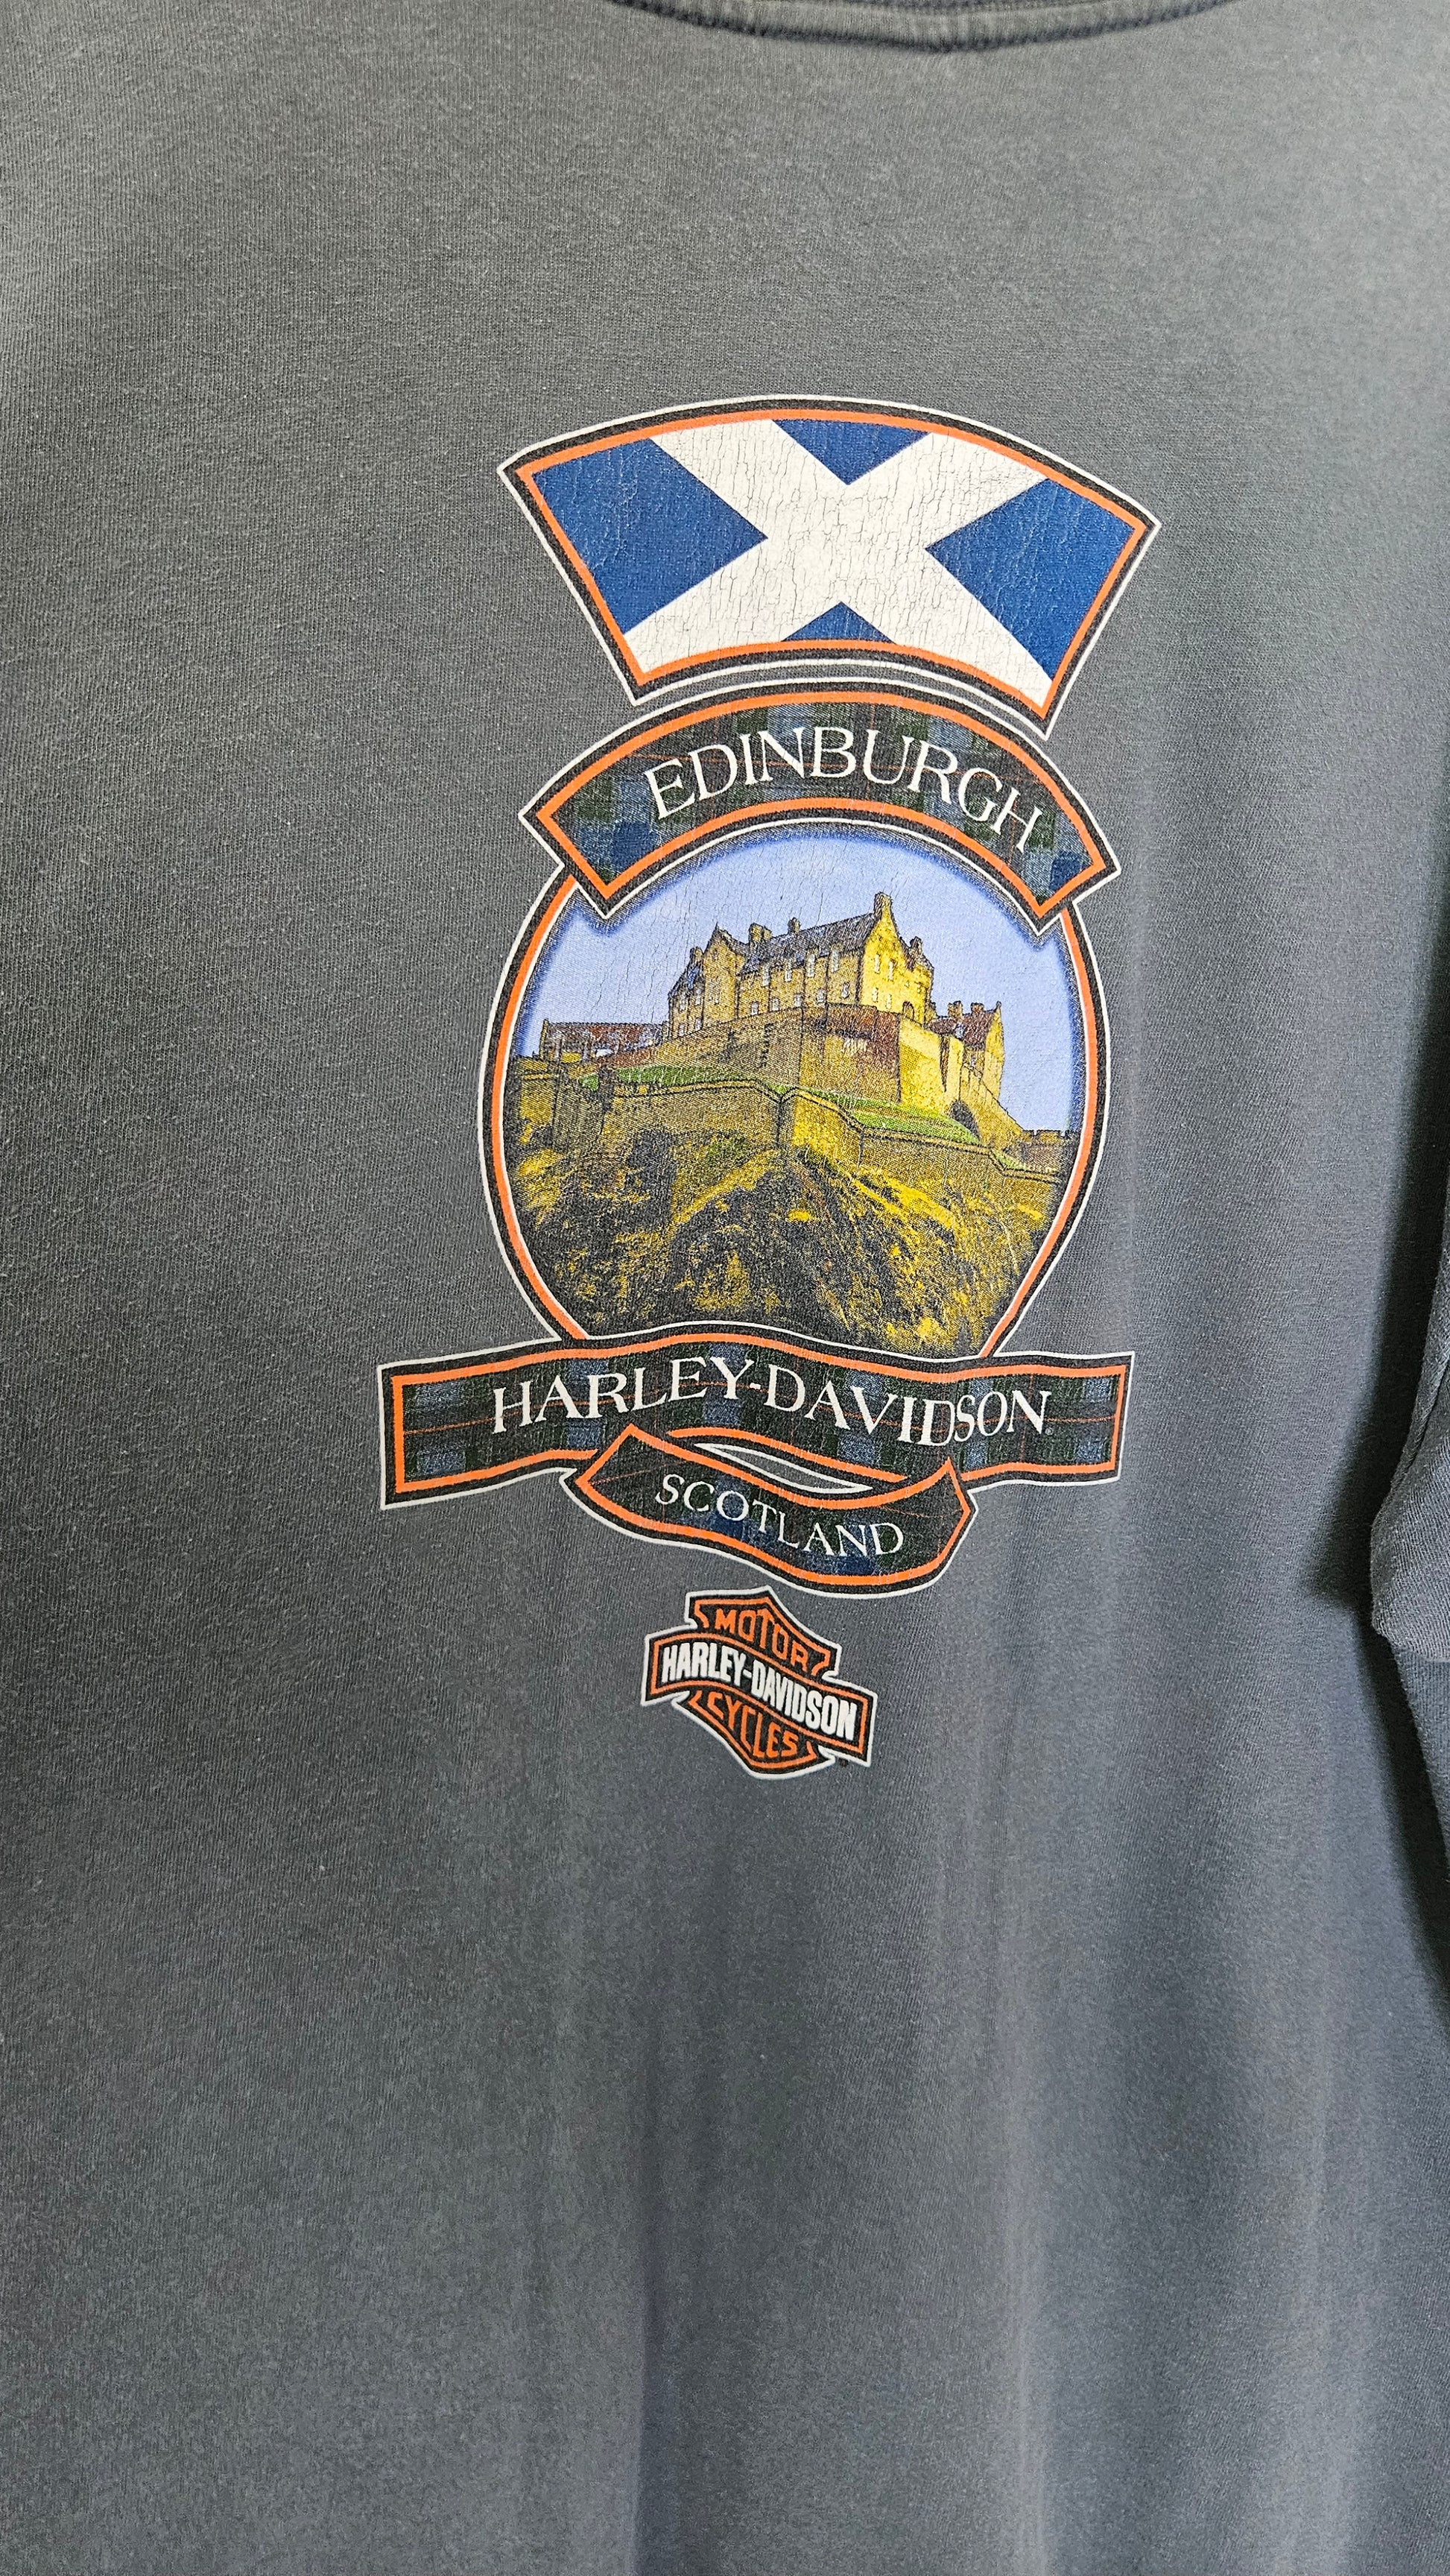 EDINBURGH
HARLEY-DAVIDSON
SCOTLAND
MOTOR
HARLEY-DAVIDSON
CYCLES
®